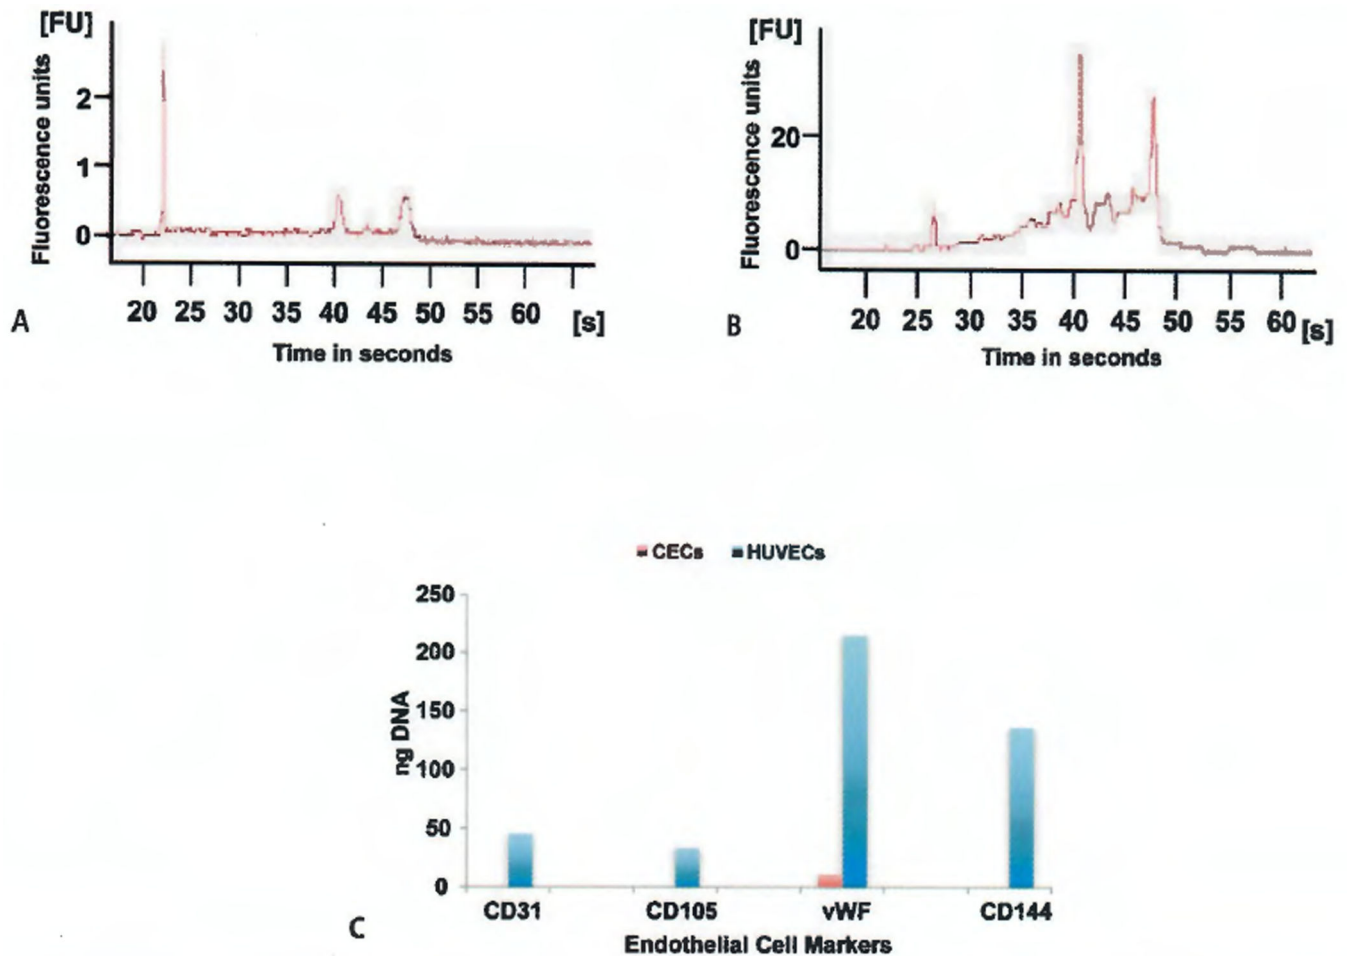 [FU]
Fluorescence units
2
1
0
20 25 30 35 40 45 50 55 60 [s]
Time in seconds
A
[FU]
Fluorescence units
20
0
20 25 30 35 40 45 50 55 60 [s]
Time in seconds
B
CECs HUVECs
250
200
150
100
50
0
ng DNA
CD31 CD105 vWF CD144
Endothelial Cell Markers
C